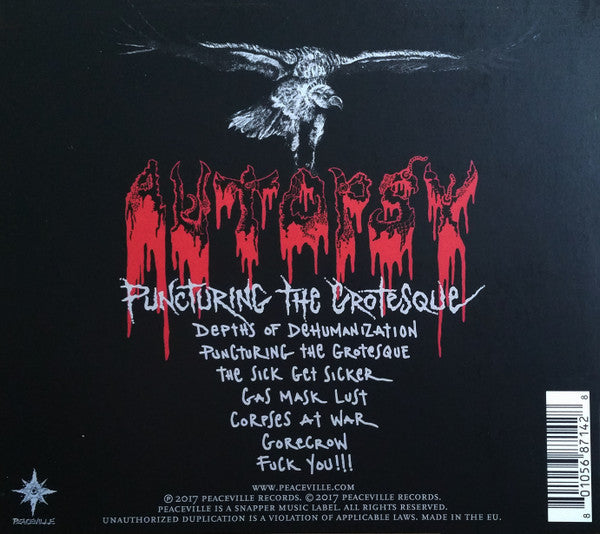 AUTOPSY
PUNCTURING THE GROTESQUE
DEPTHS OF DEHUMANIZATION
PUNCTURING THE GROTESQUE
THE SICK GET SICKER
GAS MASK LUST
CORPSES AT WAR
GORECROW
FUCK YOU!!!
WWW.PEACEVILLE.COM
℗ 2017 PEACEVILLE RECORDS. © 2017 PEACEVILLE RECORDS.
PEACEVILLE IS A SNAPPER MUSIC LABEL. ALL RIGHTS RESERVED.
UNAUTHORIZED DUPLICATION IS A VIOLATION OF APPLICABLE LAWS. MADE IN THE EU.
PEACEVILLE
8 01056 87142 8